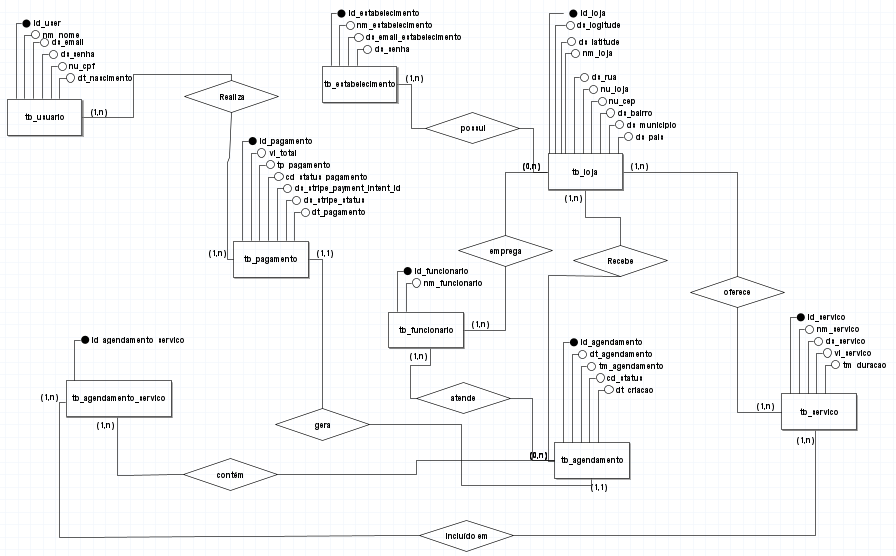 id_user
nm_nome
ds_email
ds_senha
nu_cpf
dt_nascimento
tb_usuario
(1,n)
Realiza
id_estabelecimento
nm_estabelecimento
ds_email_estabelecimento
ds_senha
tb_estabelecimento
(1,n)
possui
id_loja
ds_logitude
ds_latitude
nm_loja
ds_rua
nu_loja
nu_cep
ds_bairro
ds_municipio
ds_pais
(0,n)
tb_loja
(1,n)
(1,n)
id_pagamento
vl_total
tp_pagamento
cd_status_pagamento
ds_stripe_payment_intent_id
ds_stripe_status
dt_pagamento
(1,n)
tb_pagamento
(1,1)
emprega
Recebe
oferece
id_funcionario
nm_funcionario
tb_funcionario
(1,n)
(1,n)
id_servico
nm_servico
ds_servico
vl_servico
tm_duracao
(1,n)
tb_servico
(1,n)
id_agendamento_servico
(1,n)
tb_agendamento_servico
(1,n)
id_agendamento
dt_agendamento
tm_agendamento
cd_status
dt_criacao
atende
gera
(0,n)
tb_agendamento
(1,1)
contém
incluído em